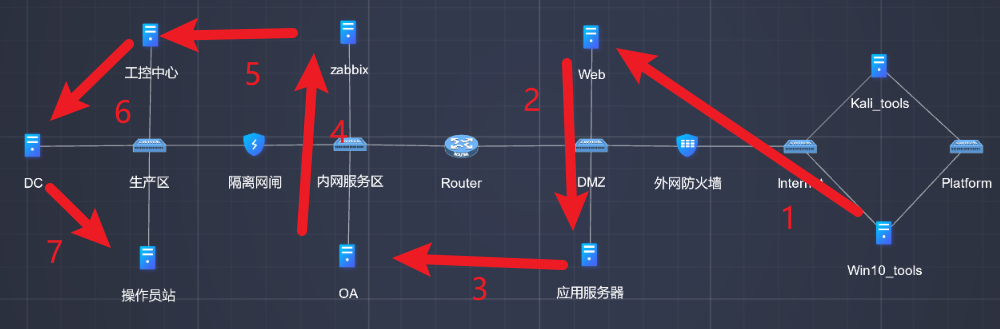 工控中心
zabbix
Web
Kali_tools
5
2
6
4
DC
生产区
隔离网闸
内网服务区
ROUTER
Router
DMZ
外网防火墙
Internet
Platform
1
7
3
操作员站
OA
应用服务器
Win10_tools